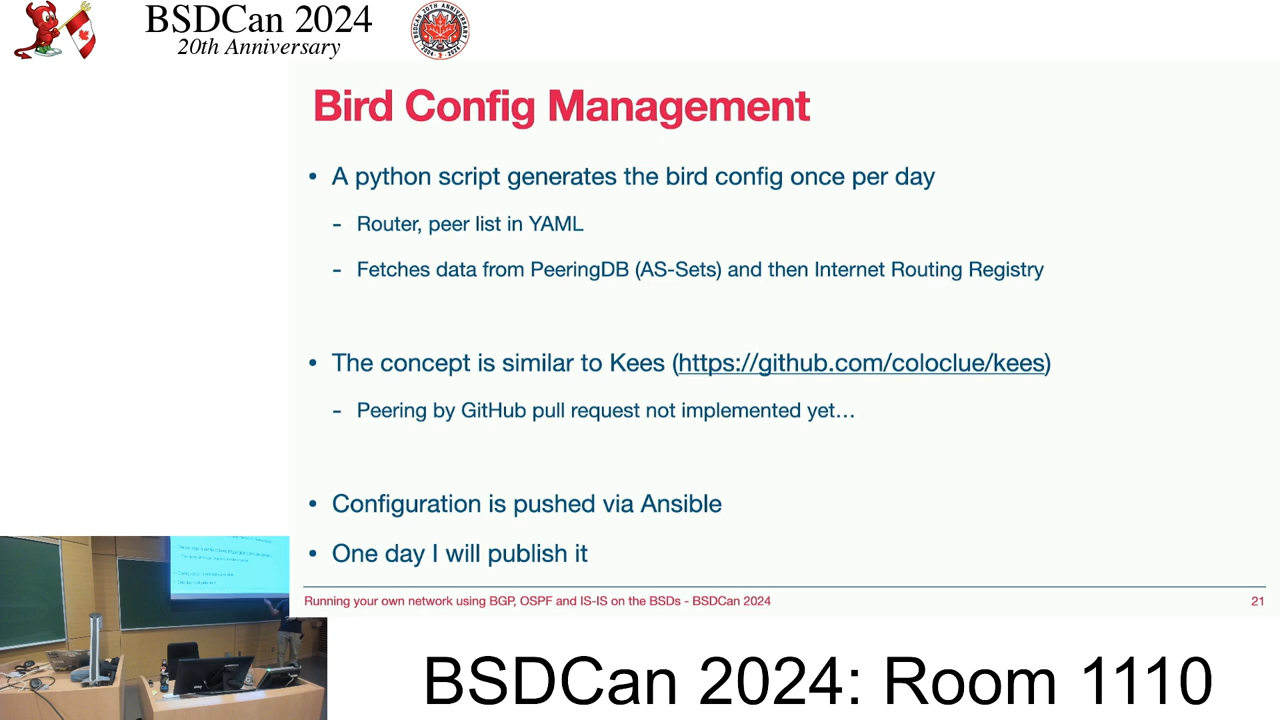 BSDCan 2024
20th Anniversary
Bird Config Management
• A python script generates the bird config once per day
- Router, peer list in YAML
- Fetches data from PeeringDB (AS-Sets) and then Internet Routing Registry
• The concept is similar to Kees (https://github.com/coloclue/kees)
- Peering by GitHub pull request not implemented yet…
• Configuration is pushed via Ansible
• One day I will publish it
Running your own network using BGP, OSPF and IS-IS on the BSDs - BSDCan 2024
21
BSDCan 2024: Room 1110